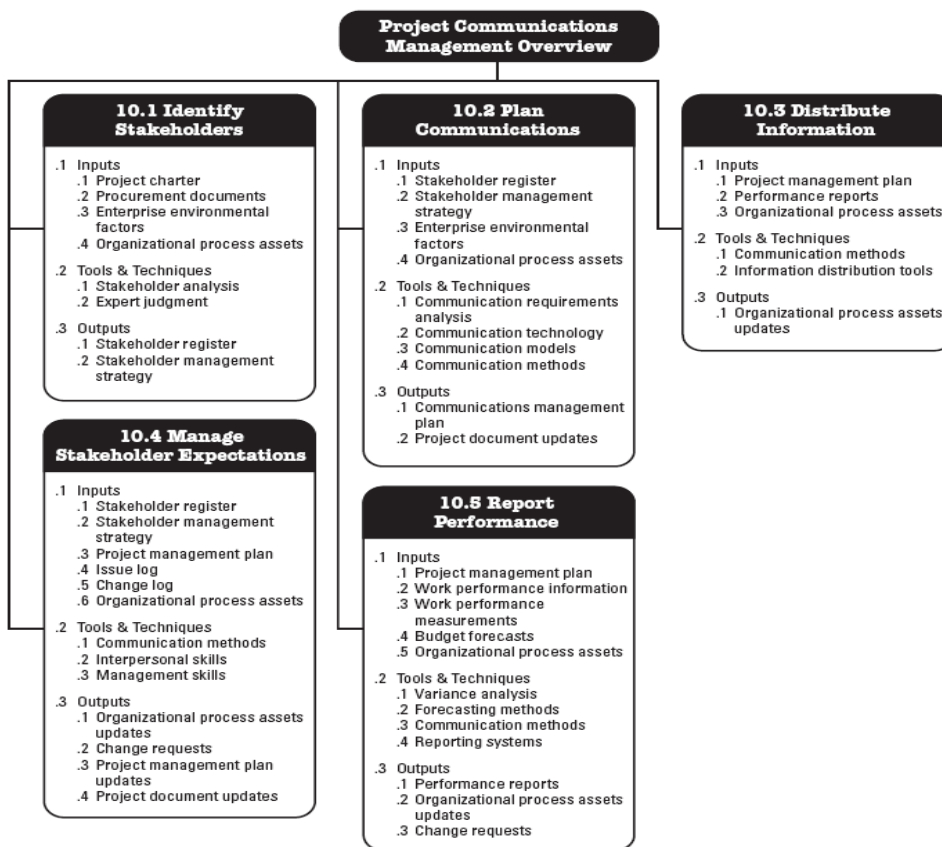 Project Communications
Management Overview
10.1 Identify
Stakeholders
.1 Inputs
.1 Project charter
.2 Procurement documents
.3 Enterprise environmental
factors
.4 Organizational process assets
.2 Tools & Techniques
.1 Stakeholder analysis
.2 Expert judgment
.3 Outputs
.1 Stakeholder register
.2 Stakeholder management
strategy
10.2 Plan
Communications
.1 Inputs
.1 Stakeholder register
.2 Stakeholder management
strategy
.3 Enterprise environmental
factors
.4 Organizational process assets
.2 Tools & Techniques
.1 Communication requirements
analysis
.2 Communication technology
.3 Communication models
.4 Communication methods
.3 Outputs
.1 Communications management
plan
.2 Project document updates
10.3 Distribute
Information
.1 Inputs
.1 Project management plan
.2 Performance reports
.3 Organizational process assets
.2 Tools & Techniques
.1 Communication methods
.2 Information distribution tools
.3 Outputs
.1 Organizational process assets
updates
10.4 Manage
Stakeholder Expectations
.1 Inputs
.1 Stakeholder register
.2 Stakeholder management
strategy
.3 Project management plan
.4 Issue log
.5 Change log
.6 Organizational process assets
.2 Tools & Techniques
.1 Communication methods
.2 Interpersonal skills
.3 Management skills
.3 Outputs
.1 Organizational process assets
updates
.2 Change requests
.3 Project management plan
updates
.4 Project document updates
10.5 Report
Performance
.1 Inputs
.1 Project management plan
.2 Work performance information
.3 Work performance
measurements
.4 Budget forecasts
.5 Organizational process assets
.2 Tools & Techniques
.1 Variance analysis
.2 Forecasting methods
.3 Communication methods
.4 Reporting systems
.3 Outputs
.1 Performance reports
.2 Organizational process assets
updates
.3 Change requests